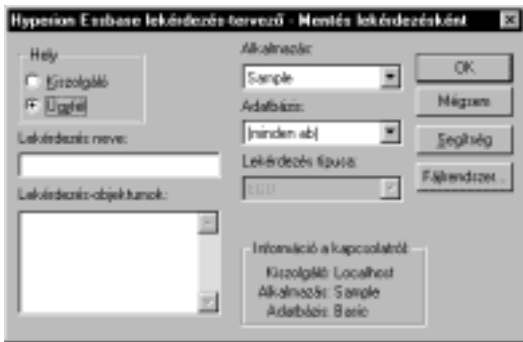 Hyperion Essbase lekérdezés-tervező - Mentés lekérdezésként
Hely
Kiszolgáló
Ügyfél
Lekérdezés neve:
Lekérdezés-objektumok:
Alkalmazás:
Sample
Adatbázis:
(minden ab)
Lekérdezés típusa:
EQD
Információ a kapcsolatról:
Kiszolgáló: Localhost
Alkalmazás: Sample
Adatbázis: Basic
OK
Mégsem
Segítség
Fájlrendszer...